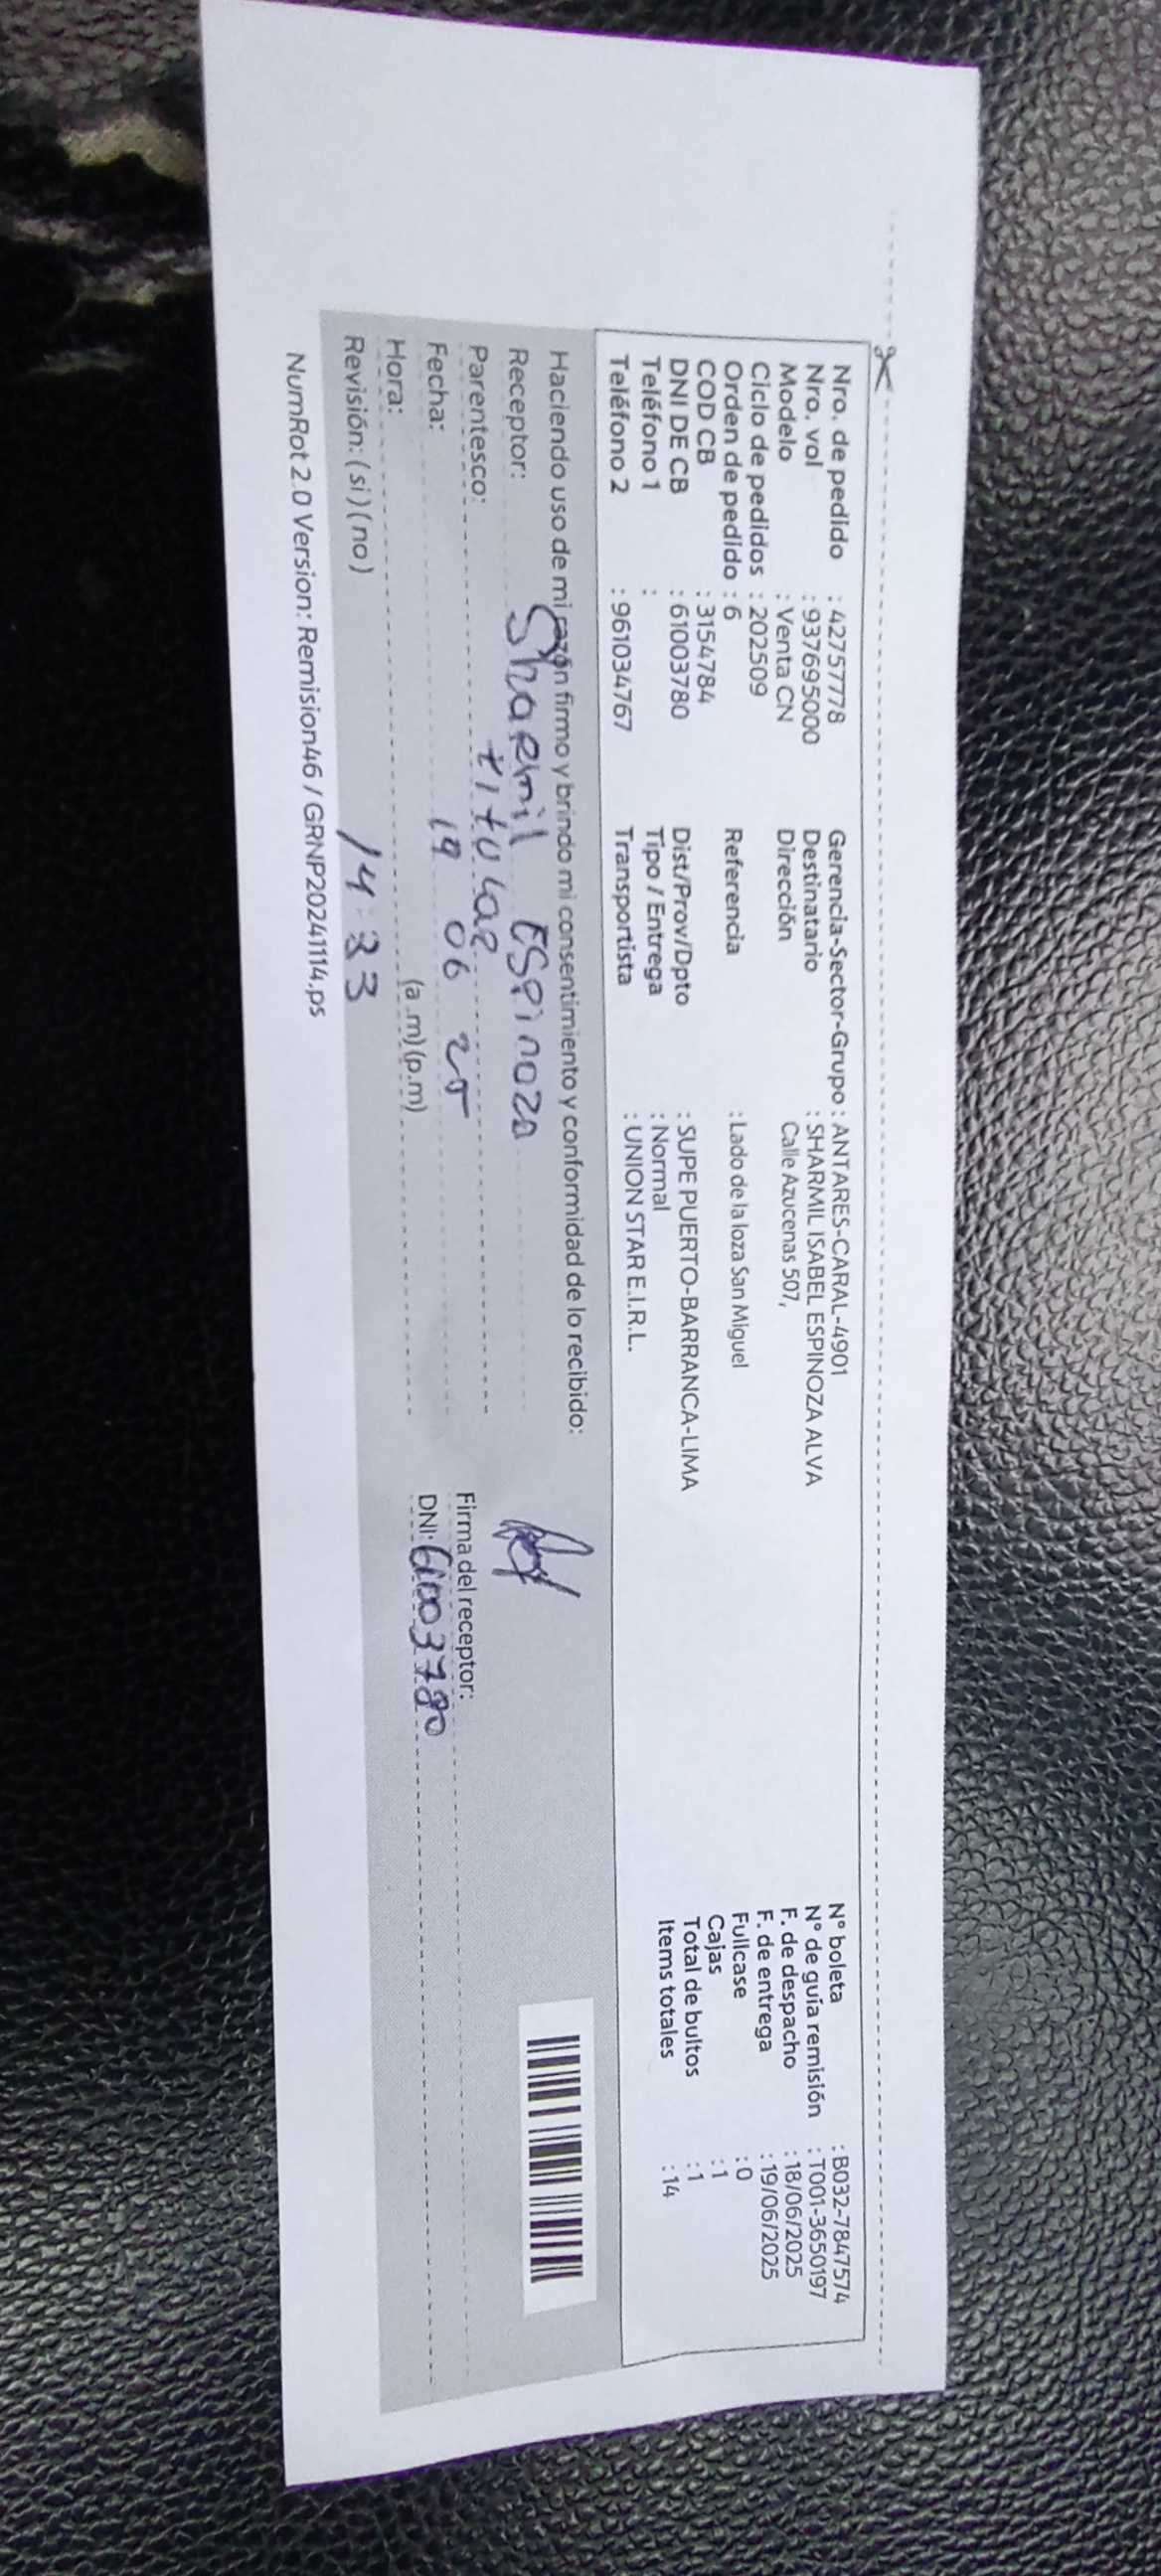 Nro. de pedido : 42757778
Nro. vol : 937695000
Modelo : Venta CN
Ciclo de pedidos : 202509
Orden de pedido : 6
COD CB : 3154784
DNI DE CB : 61003780
Teléfono 1 :
Teléfono 2 : 961034767
Gerencia-Sector-Grupo : ANTARES-CARAL-4901
Destinatario : SHARMIL ISABEL ESPINOZA ALVA
Dirección Calle Azucenas 507,
Referencia : Lado de la loza San Miguel
Dist/Prov/Dpto : SUPE PUERTO-BARRANCA-LIMA
Tipo / Entrega : Normal
Transportista : UNION STAR E.I.R.L.
N° boleta : B032-7847574
N° de guía remisión : T001-3650197
F. de despacho : 18/06/2025
F. de entrega : 19/06/2025
Fullcase : 0
Cajas : 1
Total de bultos : 1
Items totales : 14
Haciendo uso de mi razón firmo y brindo mi consentimiento y conformidad de lo recibido:
Receptor: Sharmil Espinoza
Parentesco: titular
Fecha: 19 06 25
Hora: (a .m) (p.m)
14 33
Revisión: ( si ) ( no )
Firma del receptor:
DNI: 61003780
NumRot 2.0 Version: Remision46 / GRNP20241114.ps